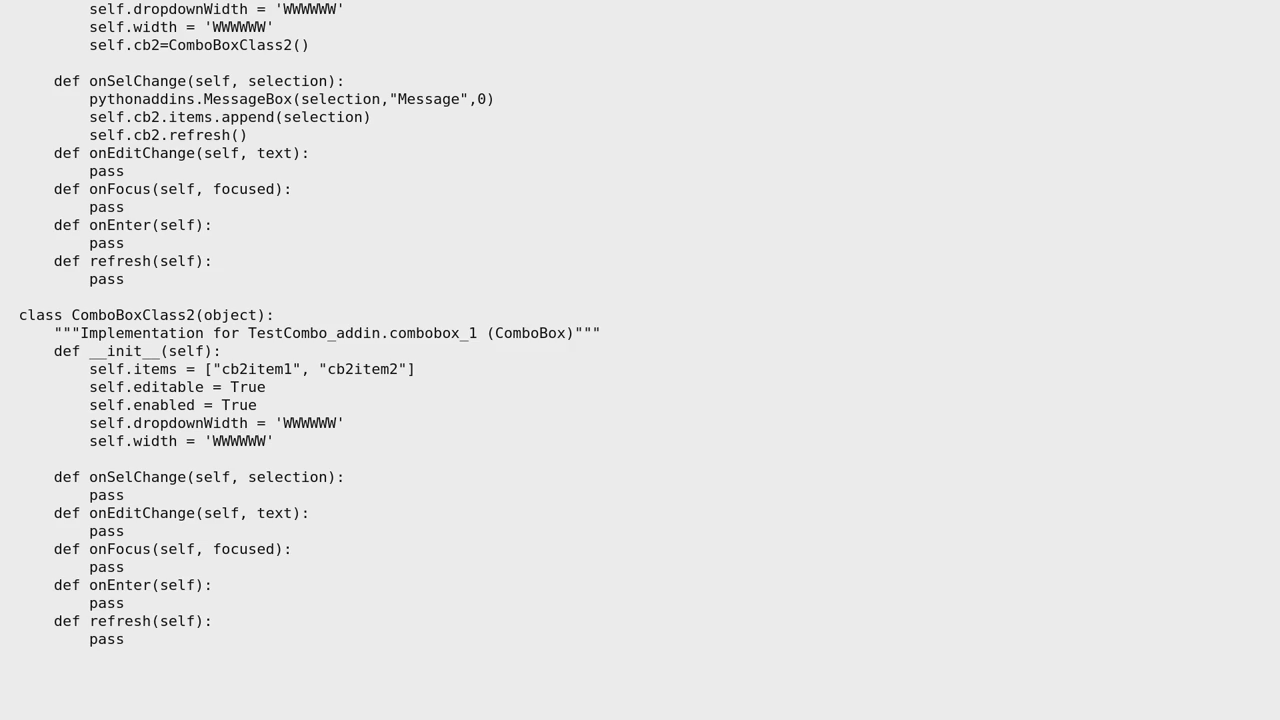 self.dropdownWidth = 'WWWWWW'
        self.width = 'WWWWWW'
        self.cb2=ComboBoxClass2()

    def onSelChange(self, selection):
        pythonaddins.MessageBox(selection,"Message",0)
        self.cb2.items.append(selection)
        self.cb2.refresh()
    def onEditChange(self, text):
        pass
    def onFocus(self, focused):
        pass
    def onEnter(self):
        pass
    def refresh(self):
        pass

class ComboBoxClass2(object):
    """Implementation for TestCombo_addin.combobox_1 (ComboBox)"""
    def __init__(self):
        self.items = ["cb2item1", "cb2item2"]
        self.editable = True
        self.enabled = True
        self.dropdownWidth = 'WWWWWW'
        self.width = 'WWWWWW'

    def onSelChange(self, selection):
        pass
    def onEditChange(self, text):
        pass
    def onFocus(self, focused):
        pass
    def onEnter(self):
        pass
    def refresh(self):
        pass